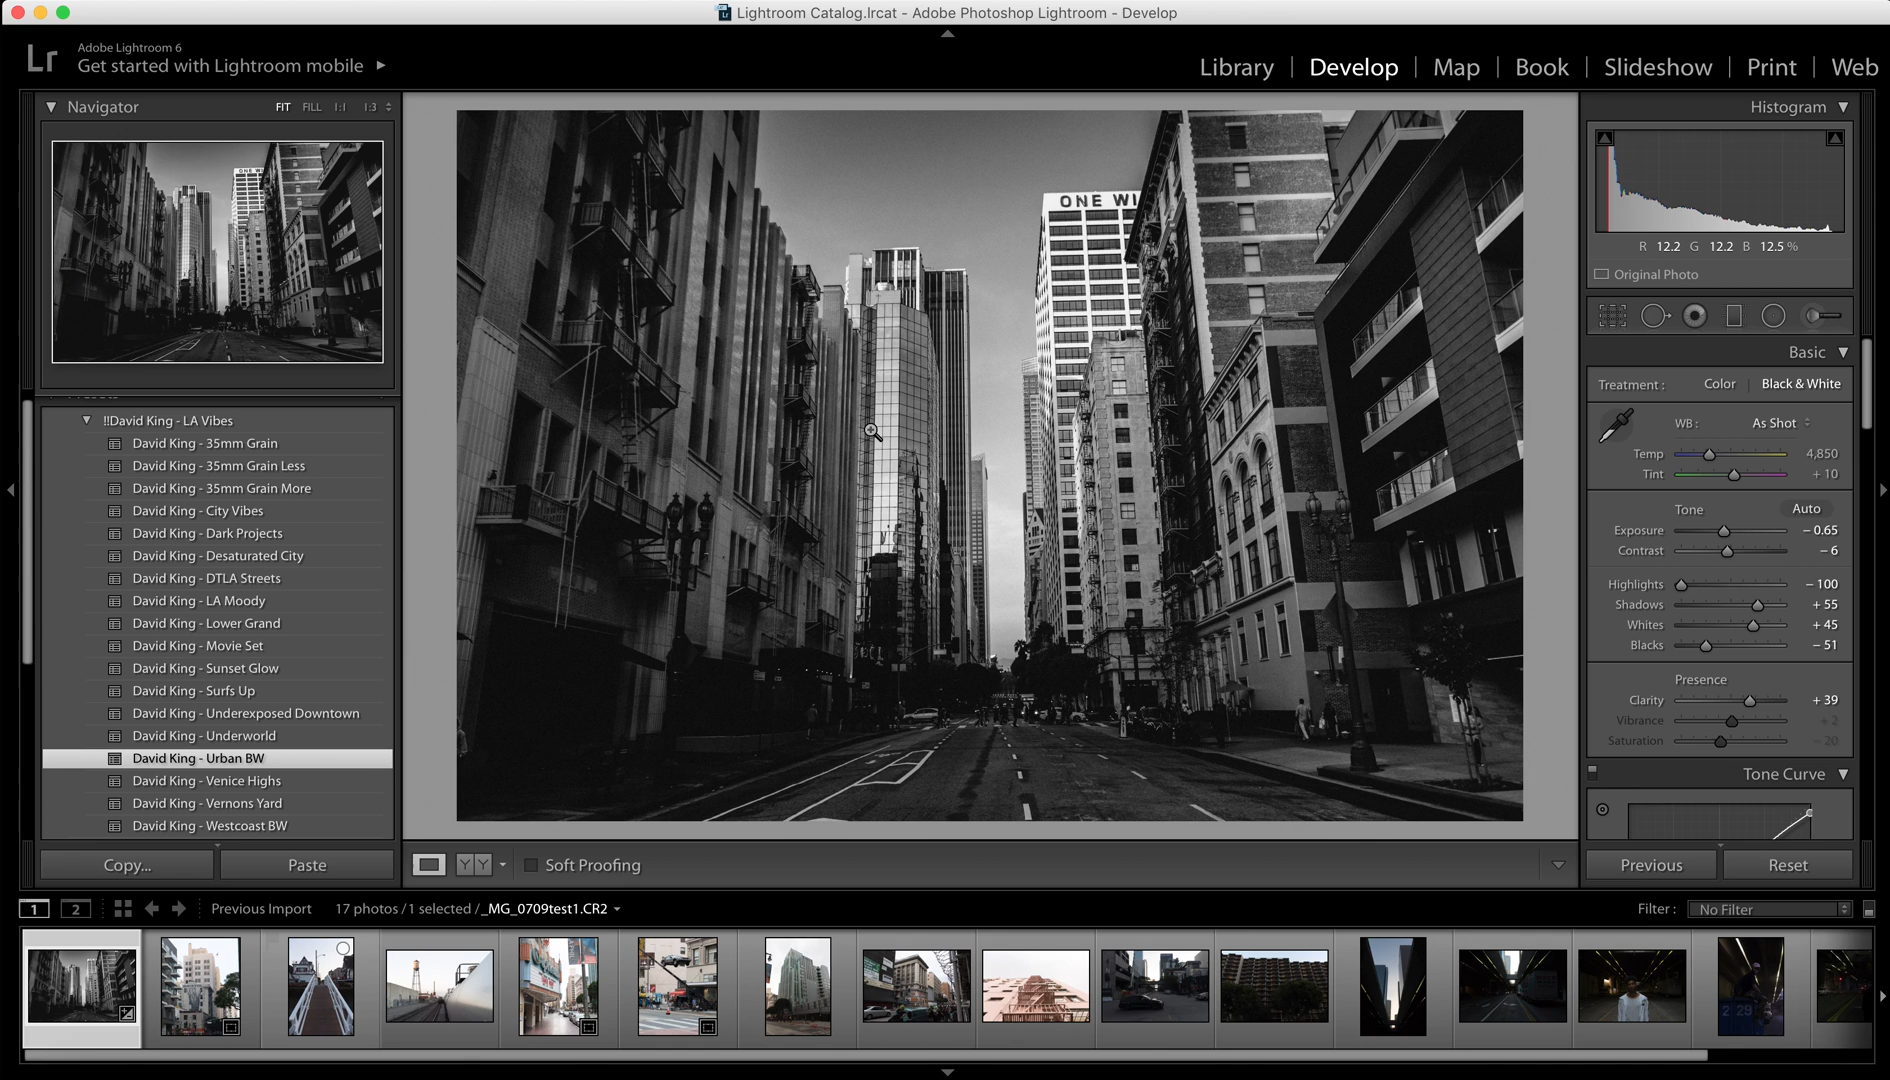 Lightroom Catalog.lrcat - Adobe Photoshop Lightroom - Develop
Lr
Adobe Lightroom 6
Get started with Lightroom mobile
Library | Develop | Map | Book | Slideshow | Print | Web
Navigator FIT FILL 1:1 1:3
ONE WI
!!David King - LA Vibes
David King - 35mm Grain
David King - 35mm Grain Less
David King - 35mm Grain More
David King - City Vibes
David King - Dark Projects
David King - Desaturated City
David King - DTLA Streets
David King - LA Moody
David King - Lower Grand
David King - Movie Set
David King - Sunset Glow
David King - Surfs Up
David King - Underexposed Downtown
David King - Underworld
David King - Urban BW
David King - Venice Highs
David King - Vernons Yard
David King - Westcoast BW
Copy... Paste
ONE WI
Soft Proofing
Histogram
R 12.2 G 12.2 B 12.5 %
Original Photo
Basic
Treatment : Color | Black & White
WB : As Shot
Temp 4,850
Tint + 10
Tone Auto
Exposure - 0.65
Contrast - 6
Highlights - 100
Shadows + 55
Whites + 45
Blacks - 51
Presence
Clarity + 39
Vibrance + 2
Saturation - 20
Tone Curve
Previous Reset
1 2 Previous Import 17 photos / 1 selected / _MG_0709test1.CR2
Filter : No Filter
2 29